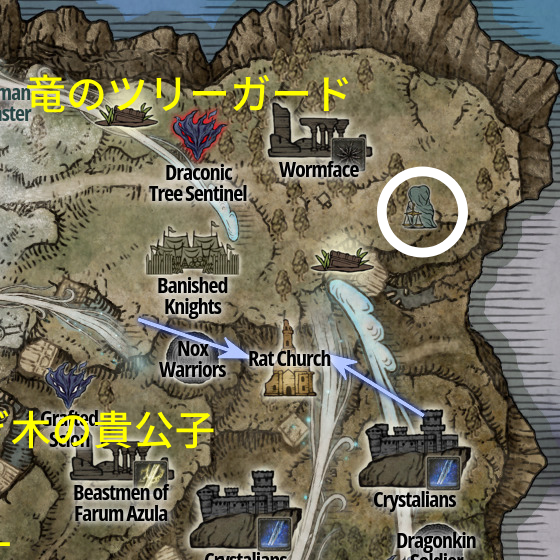 man
ster
竜のツリーガード
Draconic
Tree Sentinel
Wormface
Banished
Knights
Nox
Warriors
Rat Church
Grafted
Scion
木の貴公子
Beastmen of
Farum Azula
Crystalians
Crystalians
Dragonkin
Soldier